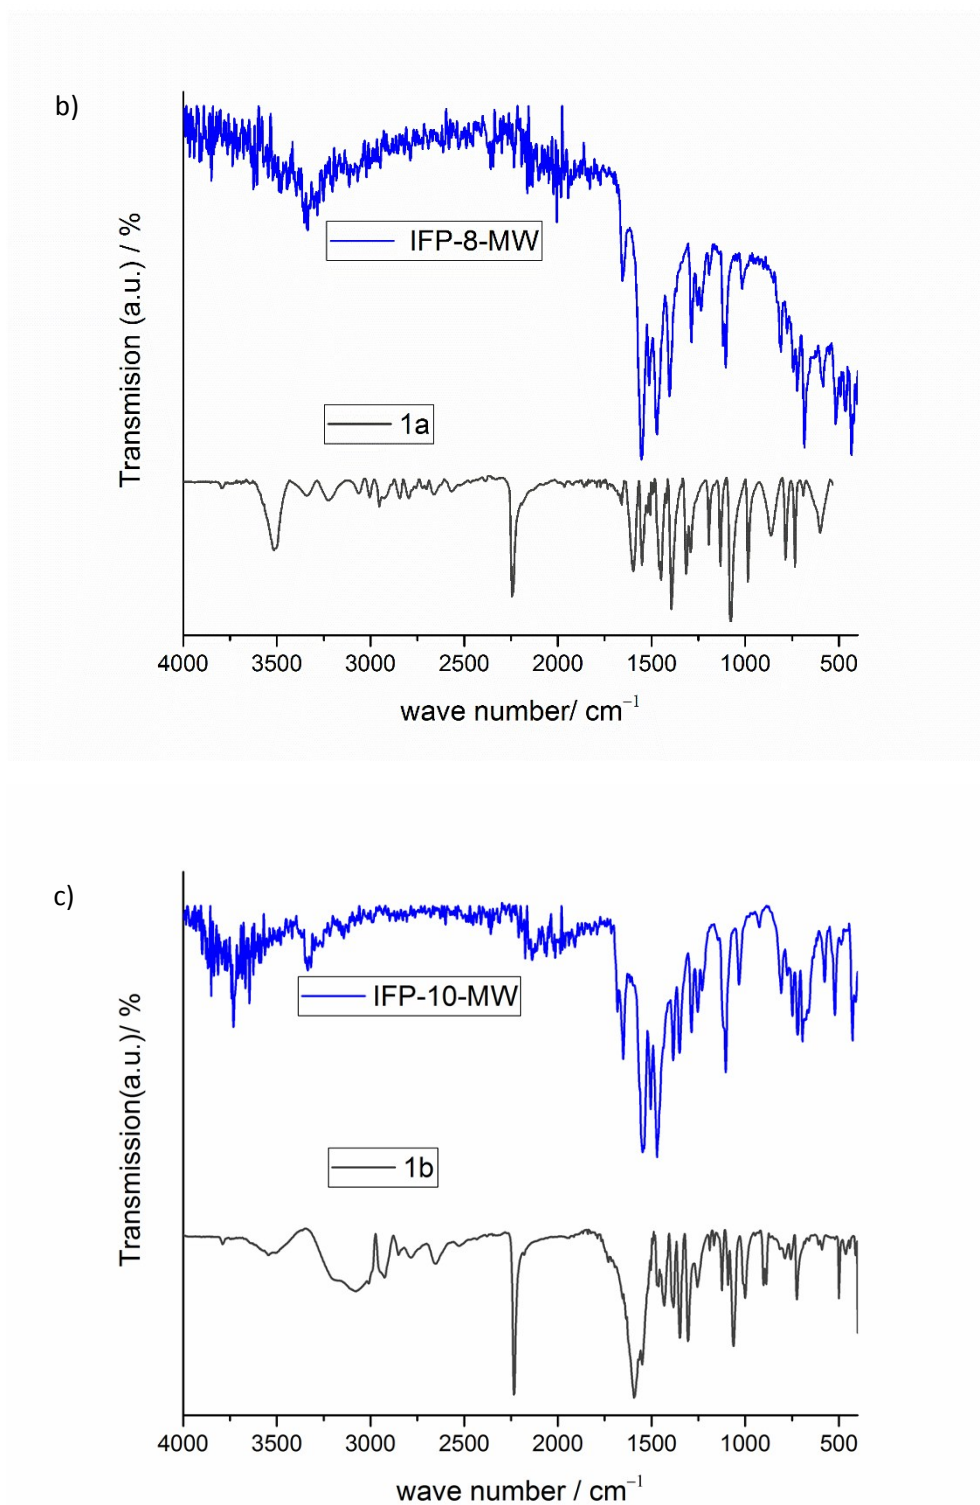 b)
Transmision (a.u.) / %
IFP-8-MW
1a
4000 3500 3000 2500 2000 1500 1000 500
wave number/ cm⁻¹
c)
Transmission(a.u.)/ %
IFP-10-MW
1b
4000 3500 3000 2500 2000 1500 1000 500
wave number / cm⁻¹